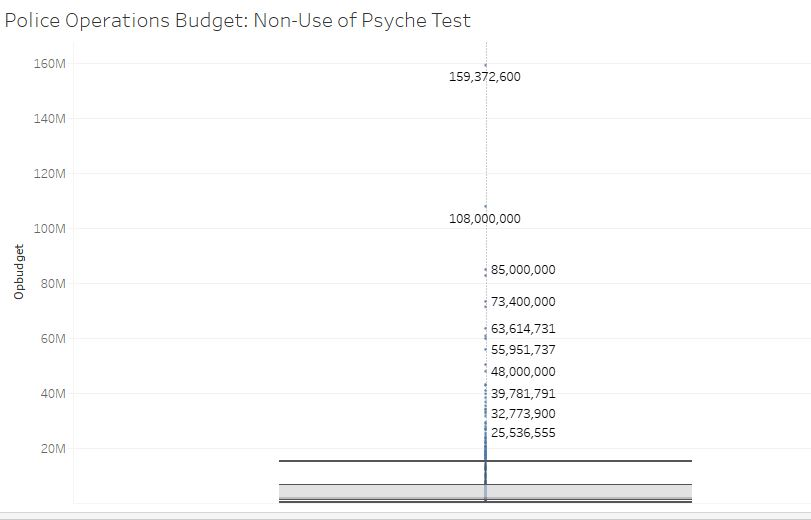 Police Operations Budget: Non-Use of Psyche Test
160M
159,372,600
140M
120M
108,000,000
100M
Opbudget
85,000,000
80M
73,400,000
63,614,731
60M
55,951,737
48,000,000
40M
39,781,791
32,773,900
25,536,555
20M